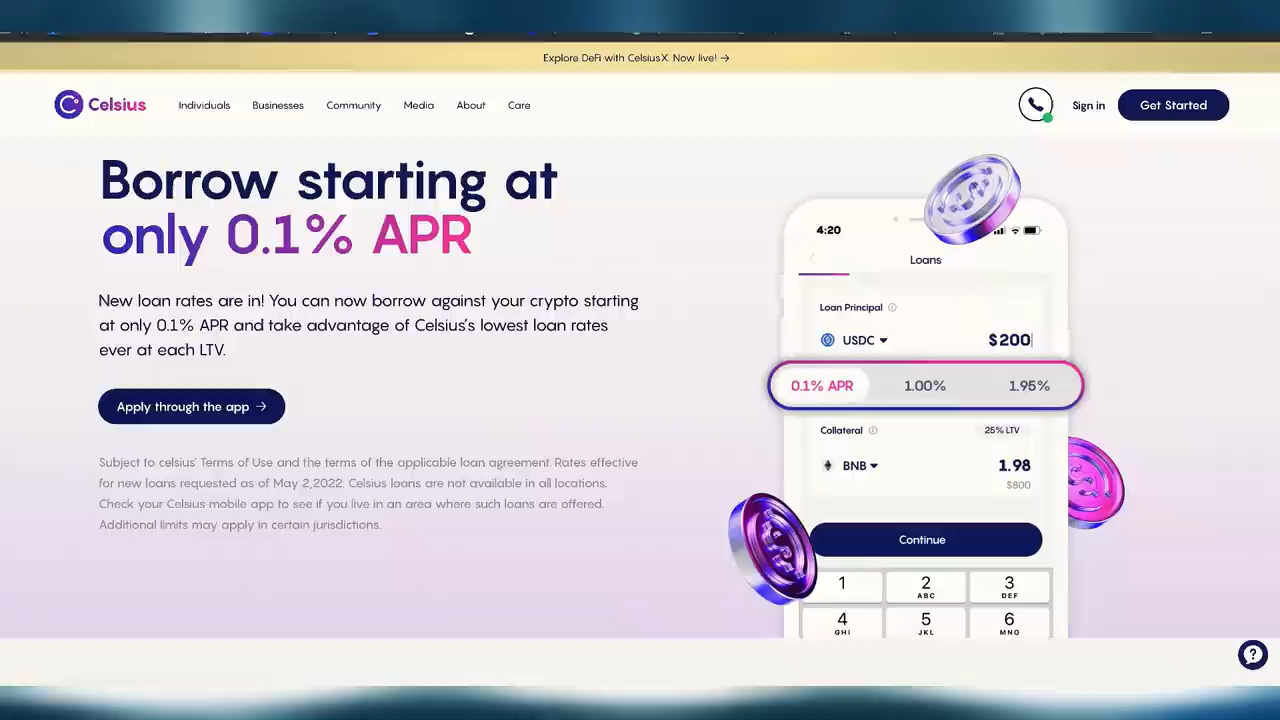 Explore DeFi with CelsiusX. Now live! →
Celsius
Individuals Businesses Community Media About Care
Sign in Get Started
Borrow starting at
only 0.1% APR
New loan rates are in! You can now borrow against your crypto starting
at only 0.1% APR and take advantage of Celsius's lowest loan rates
ever at each LTV.
Apply through the app →
Subject to celsius' Terms of Use and the terms of the applicable loan agreement. Rates effective
for new loans requested as of May 2,2022. Celsius loans are not available in all locations.
Check your Celsius mobile app to see if you live in an area where such loans are offered.
Additional limits may apply in certain jurisdictions.
4:20
Loans
Loan Principal
USDC $200
0.1% APR 1.00% 1.95%
Collateral 25% LTV
BNB 1.98
$800
Continue
1 2 3
ABC DEF
4 5 6
GHI JKL MNO